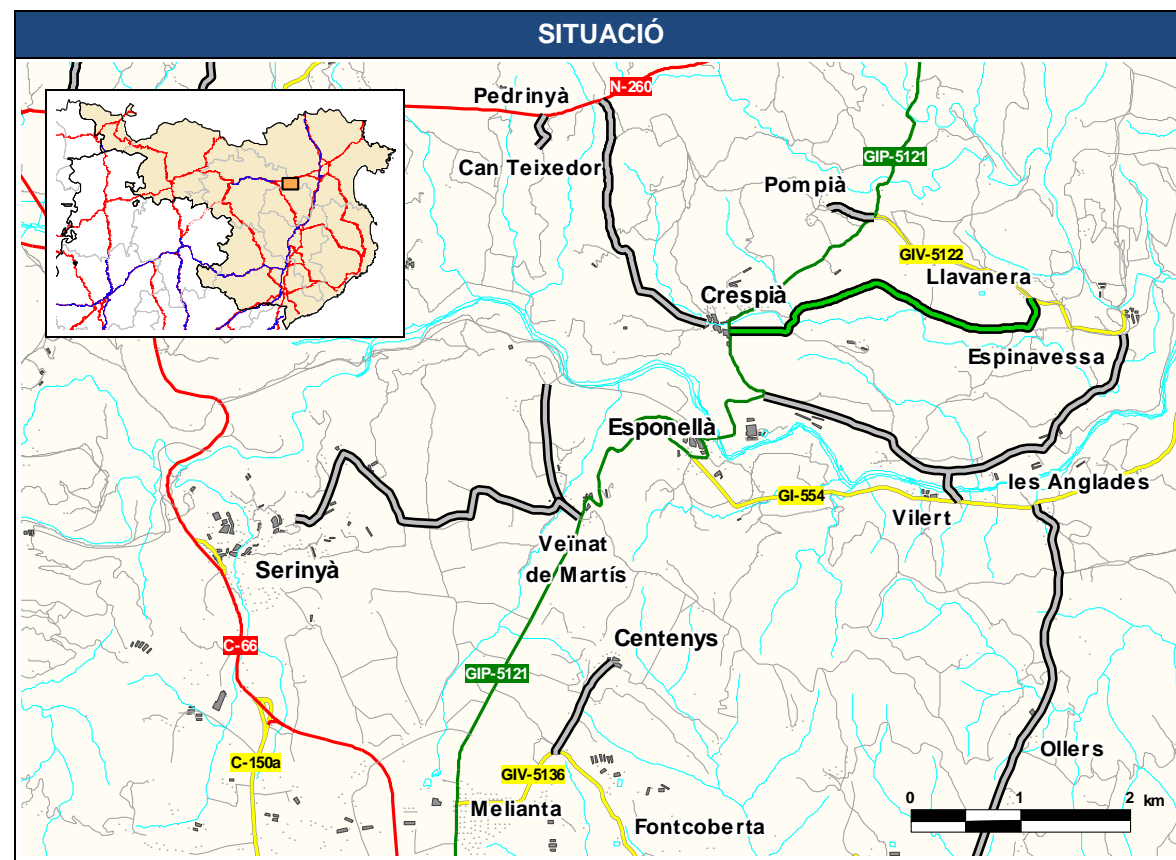 SITUACIÓ
N-260
Pedrinyà
Can Teixedor
GIP-5121
Pompià
GIV-5122
Llavanera
Crespià
Espinavessa
Esponellà
les Anglades
GI-554
Vilert
Veïnat
de Martís
Serinyà
Centenys
C-66
GIP-5121
Ollers
C-150a
GIV-5136
Melianta
Fontcoberta
0 1 2 km